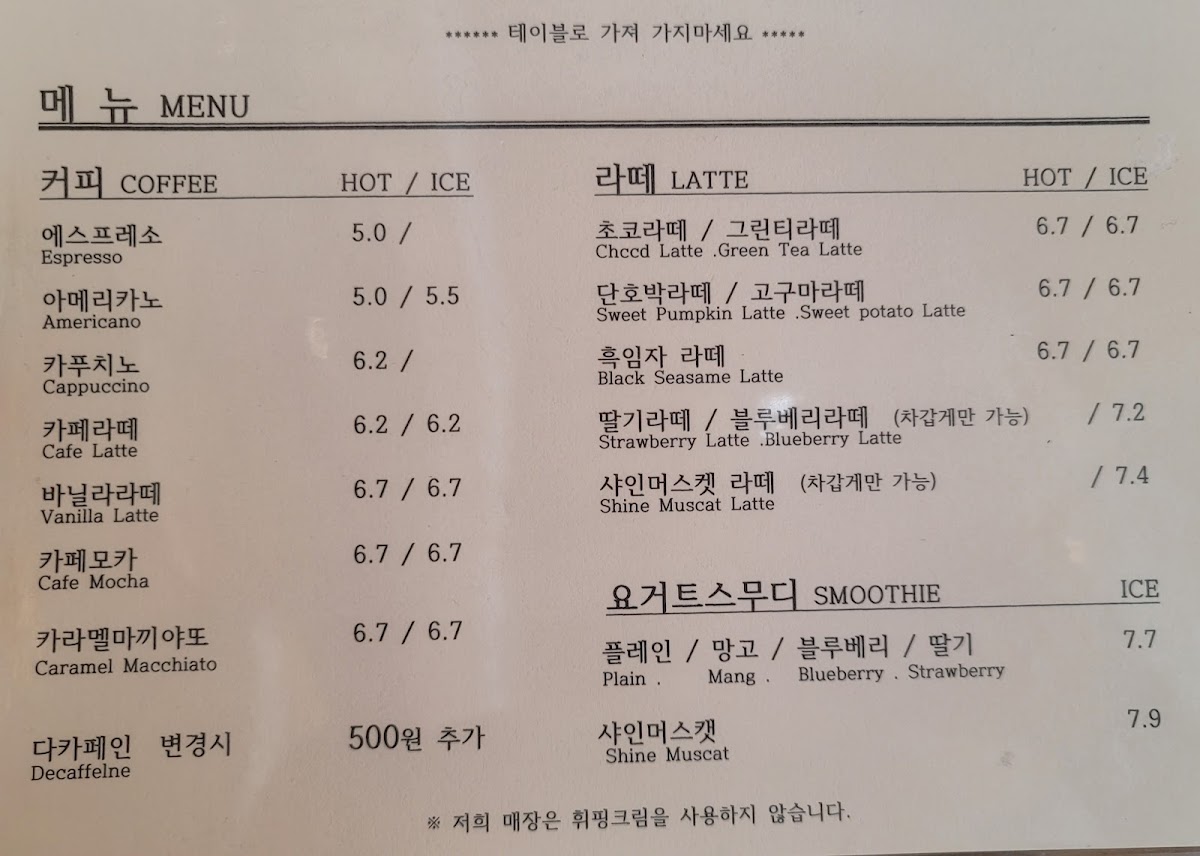 ****** 테이블로 가져 가지마세요 *****
메 뉴 MENU
커피 COFFEE HOT / ICE
에스프레소 5.0 /
Espresso
아메리카노 5.0 / 5.5
Americano
카푸치노 6.2 /
Cappuccino
카페라떼 6.2 / 6.2
Cafe Latte
바닐라라떼 6.7 / 6.7
Vanilla Latte
카페모카 6.7 / 6.7
Cafe Mocha
카라멜마끼야또 6.7 / 6.7
Caramel Macchiato
다카페인 변경시 500원 추가
Decaffelne
라떼 LATTE HOT / ICE
초코라떼 / 그린티라떼 6.7 / 6.7
Chccd Latte .Green Tea Latte
단호박라떼 / 고구마라떼 6.7 / 6.7
Sweet Pumpkin Latte .Sweet potato Latte
흑임자 라떼 6.7 / 6.7
Black Seasame Latte
딸기라떼 / 블루베리라떼 (차갑게만 가능) / 7.2
Strawberry Latte .Blueberry Latte
샤인머스켓 라떼 (차갑게만 가능) / 7.4
Shine Muscat Latte
요거트스무디 SMOOTHIE ICE
플레인 / 망고 / 블루베리 / 딸기 7.7
Plain . Mang . Blueberry . Strawberry
샤인머스캣 7.9
Shine Muscat
※ 저희 매장은 휘핑크림을 사용하지 않습니다.